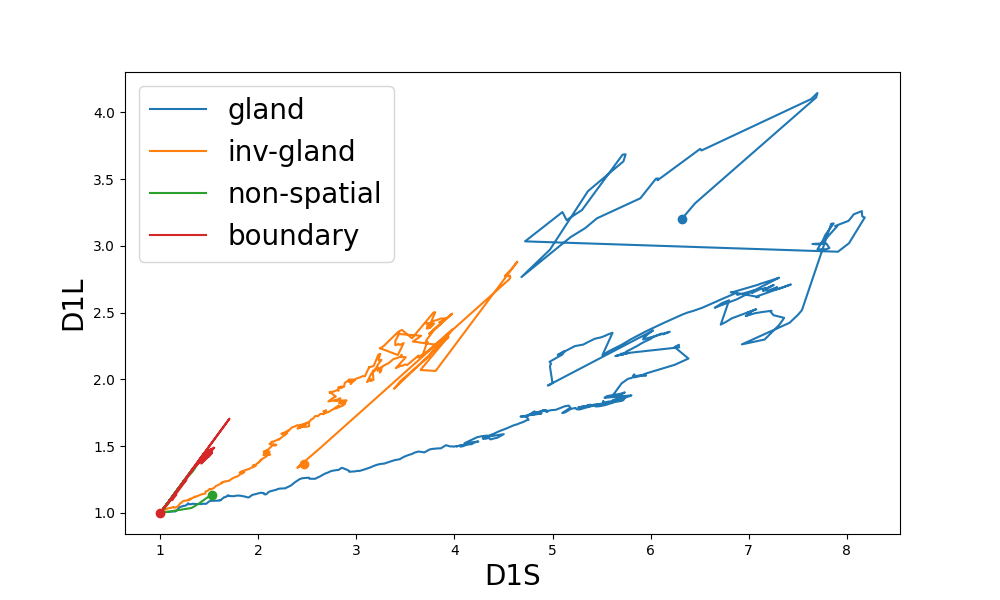 gland
inv-gland
non-spatial
boundary
4.0
3.5
3.0
2.5
2.0
1.5
1.0
D1L
1 2 3 4 5 6 7 8
D1S